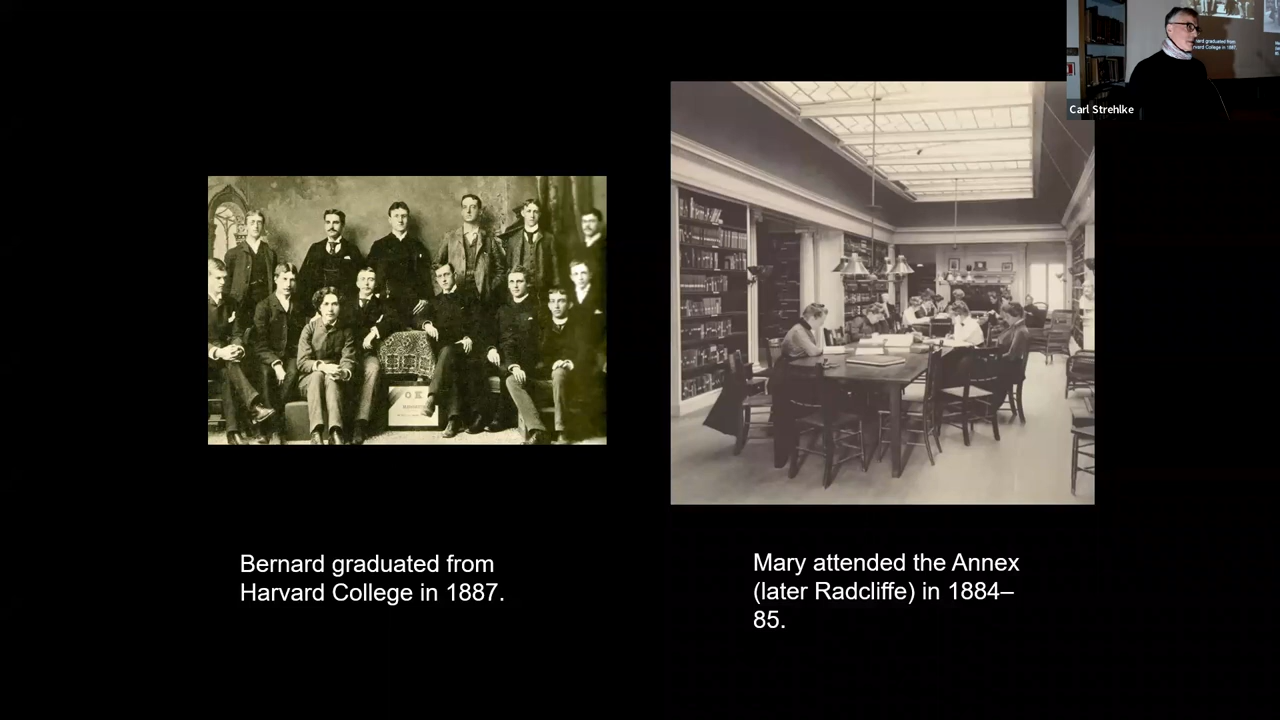 Carl Strehlke
O K
Bernard graduated from
Harvard College in 1887.
Mary attended the Annex
(later Radcliffe) in 1884–
85.